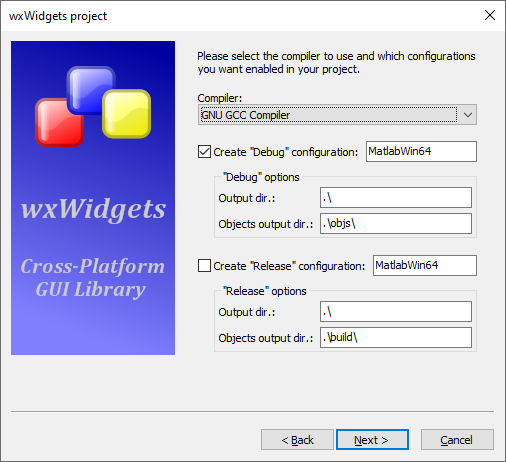 wxWidgets project
Please select the compiler to use and which configurations
you want enabled in your project.
Compiler:
GNU GCC Compiler
Create "Debug" configuration: MatlabWin64
"Debug" options
Output dir.: .\
Objects output dir.: .\objs\
Create "Release" configuration: MatlabWin64
"Release" options
Output dir.: .\
Objects output dir.: .\build\
wxWidgets
Cross-Platform
GUI Library
< Back Next > Cancel